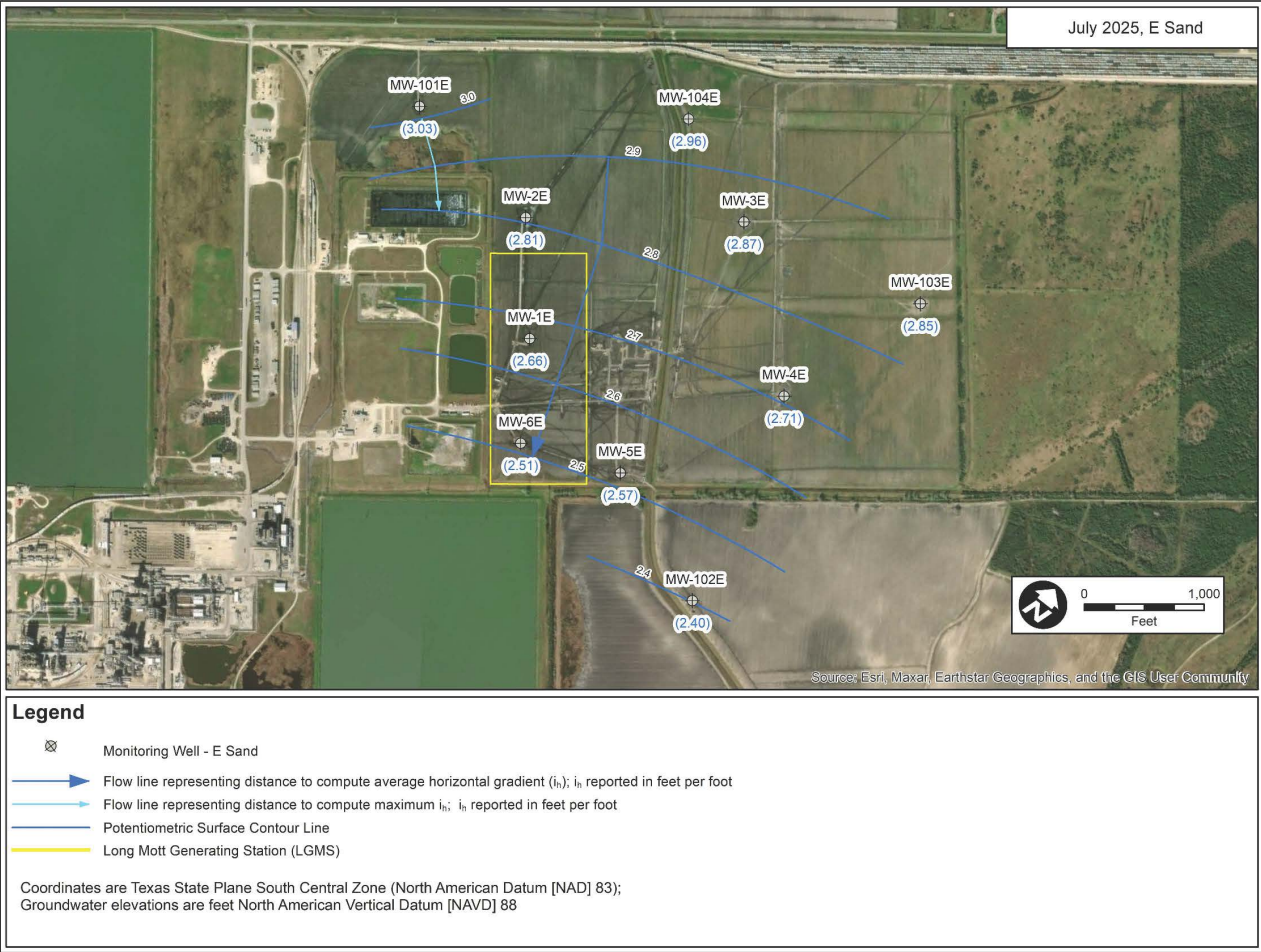 July 2025, E Sand
MW-101E
3.0
(3.03)
MW-104E
(2.96)
2.9
MW-2E
(2.81)
MW-3E
(2.87)
2.8
MW-103E
(2.85)
MW-1E
(2.66)
2.7
MW-4E
(2.71)
2.6
MW-6E
(2.51)
MW-5E
(2.57)
2.5
2.4
MW-102E
(2.40)
N
0 1,000
Feet
Source: Esri, Maxar, Earthstar Geographics, and the GIS User Community
Legend
Monitoring Well - E Sand
Flow line representing distance to compute average horizontal gradient (ih); ih reported in feet per foot
Flow line representing distance to compute maximum ih; ih reported in feet per foot
Potentiometric Surface Contour Line
Long Mott Generating Station (LGMS)
Coordinates are Texas State Plane South Central Zone (North American Datum [NAD] 83);
Groundwater elevations are feet North American Vertical Datum [NAVD] 88